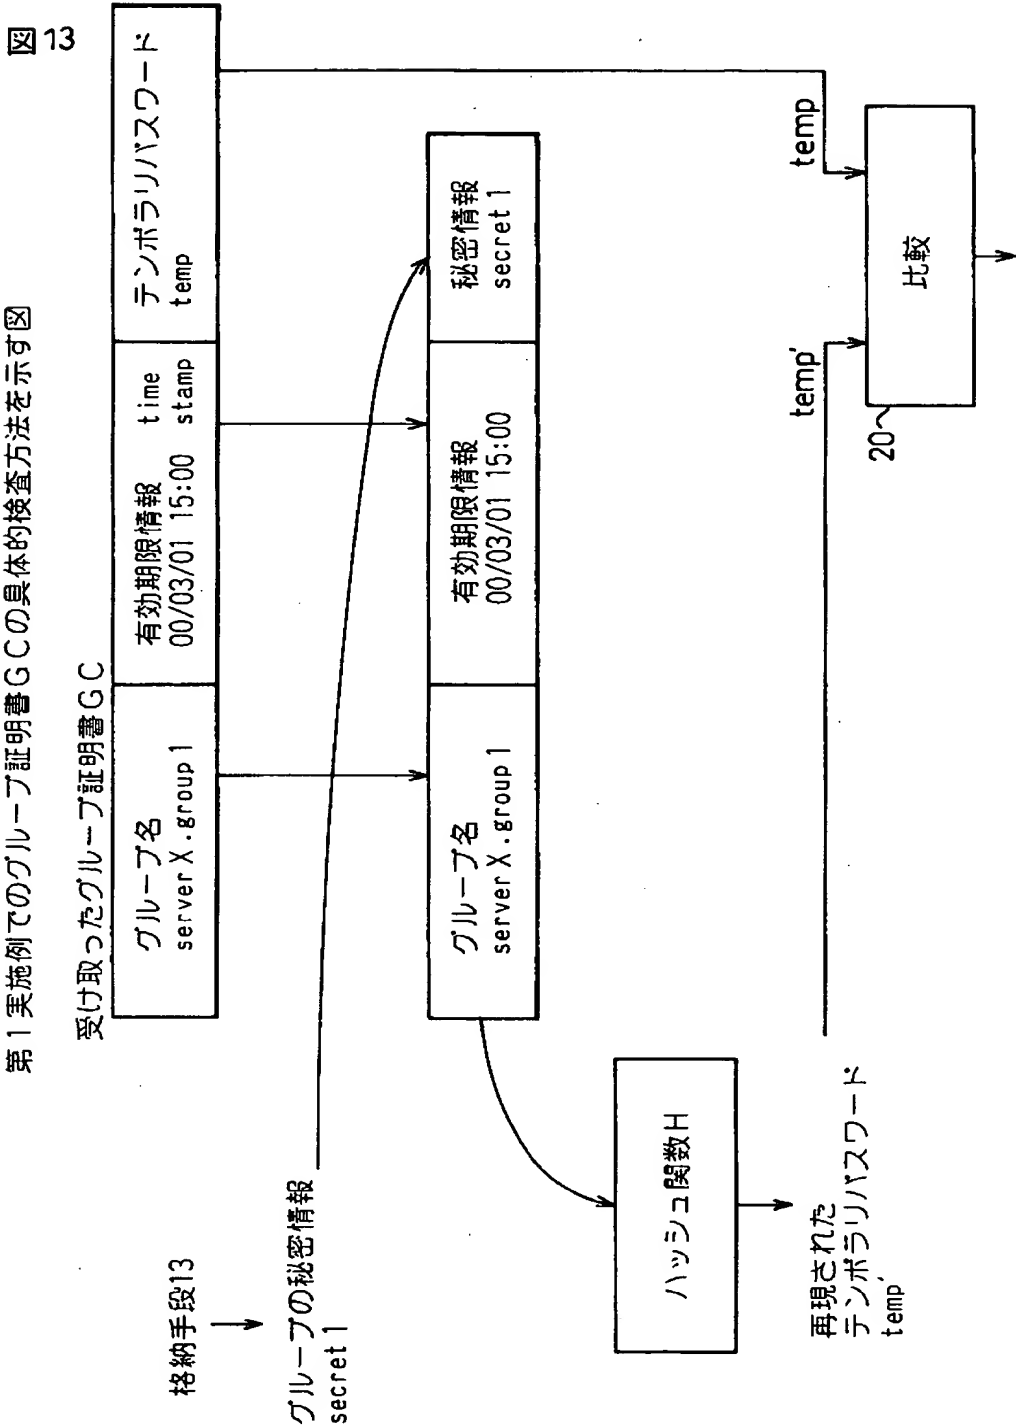 図13
第1実施例でのグループ証明書GCの具体的検査方法を示す図
受け取ったグループ証明書GC
グループ名
serverX.group1
有効期限情報 time
00/03/01 15:00 stamp
テンポラリパスワード
temp
格納手段13
グループの秘密情報
secret1
グループ名
serverX.group1
有効期限情報
00/03/01 15:00
秘密情報
secret1
ハッシュ関数H
再現された
テンポラリパスワード
temp'
temp'
temp
20
比較